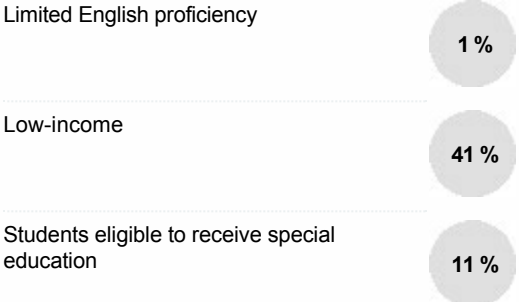 Limited English proficiency
1 %
Low-income
41 %
Students eligible to receive special
education
11 %